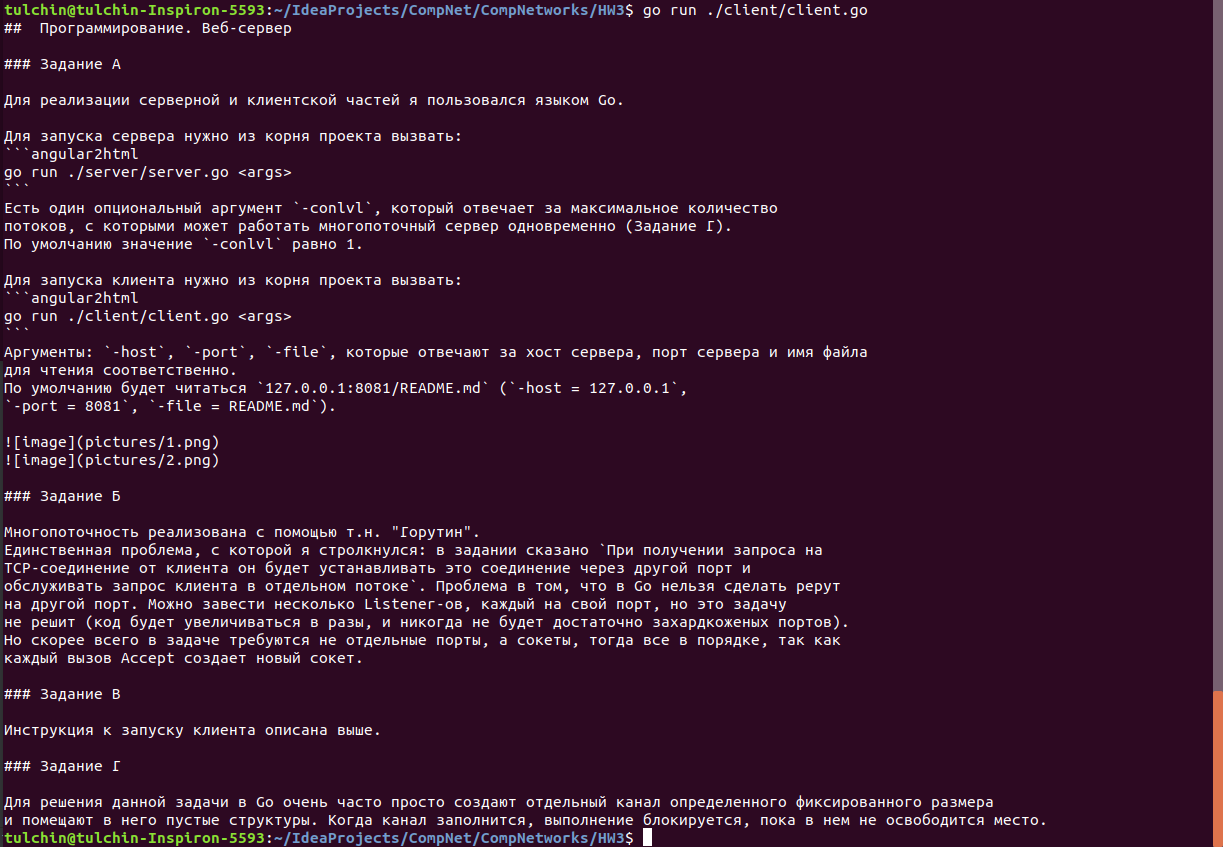 tulchin@tulchin-Inspiron-5593:~/IdeaProjects/CompNet/CompNetworks/HW3$ go run ./client/client.go
##  Программирование. Веб-сервер
### Задание А
Для реализации серверной и клиентской частей я пользовался языком Go.
Для запуска сервера нужно из корня проекта вызвать:
```angular2html
go run ./server/server.go <args>
```
Есть один опциональный аргумент `-conlvl`, который отвечает за максимальное количество
потоков, с которыми может работать многопоточный сервер одновременно (Задание Г).
По умолчанию значение `-conlvl` равно 1.
Для запуска клиента нужно из корня проекта вызвать:
```angular2html
go run ./client/client.go <args>
```
Аргументы: `-host`, `-port`, `-file`, которые отвечают за хост сервера, порт сервера и имя файла
для чтения соответственно.
По умолчанию будет читаться `127.0.0.1:8081/README.md` (`-host = 127.0.0.1`,
`-port = 8081`, `-file = README.md`).
![image](pictures/1.png)
![image](pictures/2.png)
### Задание Б
Многопоточность реализована с помощью т.н. "Горутин".
Единственная проблема, с которой я стролкнулся: в задании сказано `При получении запроса на
TCP-соединение от клиента он будет устанавливать это соединение через другой порт и
обслуживать запрос клиента в отдельном потоке`. Проблема в том, что в Go нельзя сделать рерут
на другой порт. Можно завести несколько Listener-ов, каждый на свой порт, но это задачу
не решит (код будет увеличиваться в разы, и никогда не будет достаточно захардкоженых портов).
Но скорее всего в задаче требуются не отдельные порты, а сокеты, тогда все в порядке, так как
каждый вызов Accept создает новый сокет.
### Задание В
Инструкция к запуску клиента описана выше.
### Задание Г
Для решения данной задачи в Go очень часто просто создают отдельный канал определенного фиксированного размера
и помещают в него пустые структуры. Когда канал заполнится, выполнение блокируется, пока в нем не освободится место.
tulchin@tulchin-Inspiron-5593:~/IdeaProjects/CompNet/CompNetworks/HW3$